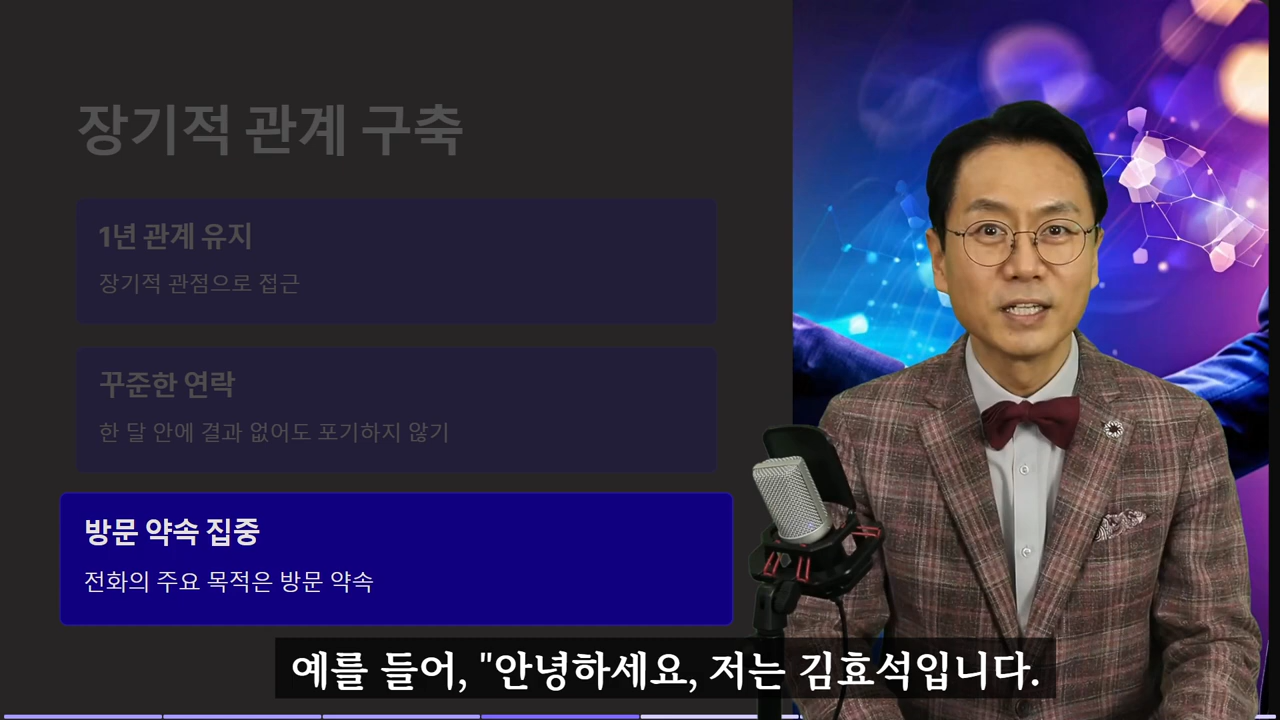 장기적 관계 구축
1년 관계 유지
장기적 관점으로 접근
꾸준한 연락
한 달 안에 결과 없어도 포기하지 않기
방문 약속 집중
전화의 주요 목적은 방문 약속
예를 들어, "안녕하세요, 저는 김효석입니다.